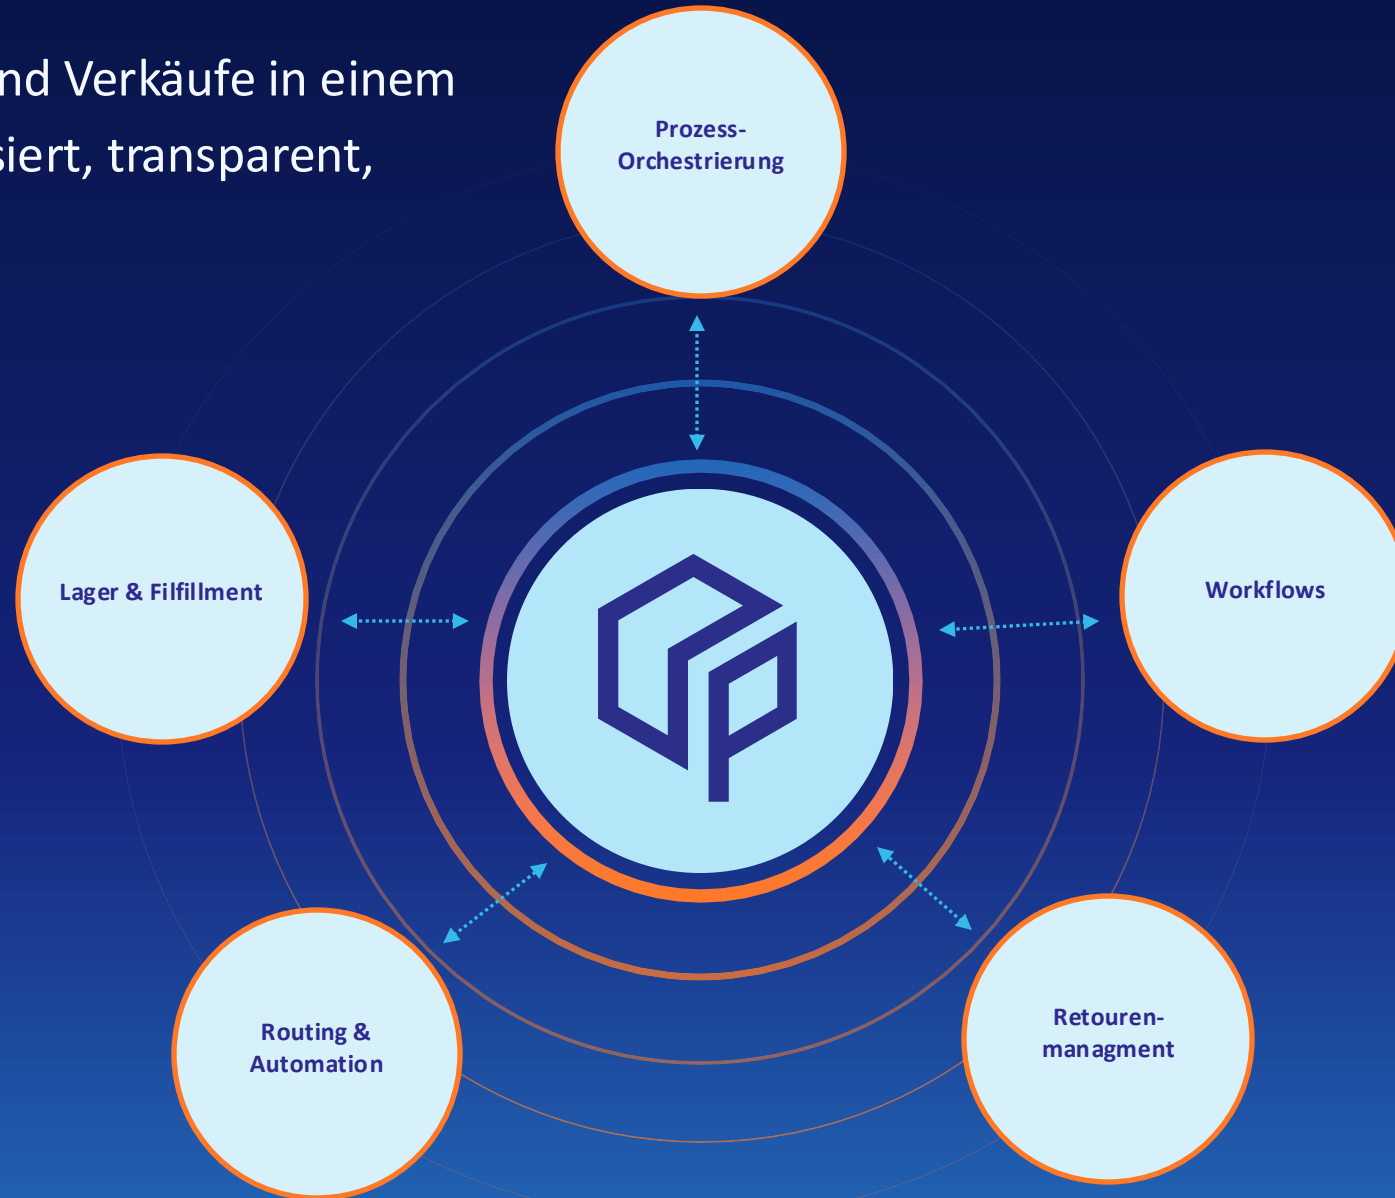 nd Verkäufe in einem
siert, transparent,
Prozess-
Orchestrierung
Lager & Filfillment
Workflows
Routing &
Automation
Retouren-
managment